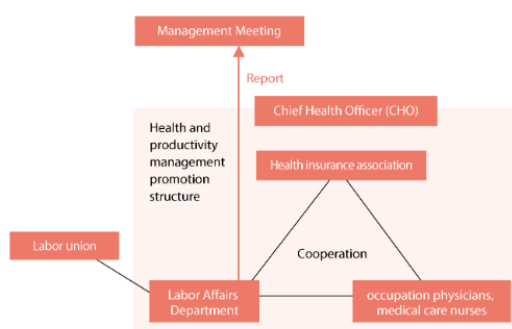 Management Meeting
Report
Chief Health Officer (CHO)
Health and
productivity
management
promotion
structure
Health insurance association
Labor union
Cooperation
Labor Affairs
Department
occupation physicians,
medical care nurses